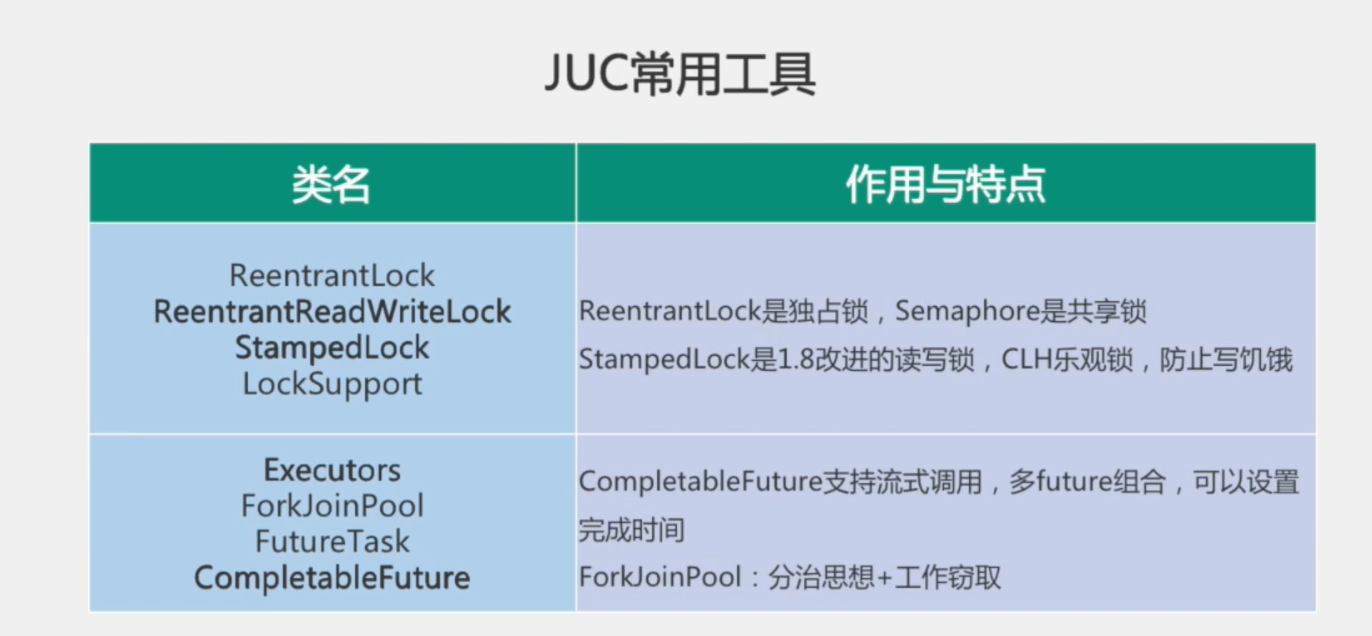 JUC常用工具
类名
作用与特点
ReentrantLock
ReentrantReadWriteLock
StampedLock
LockSupport
ReentrantLock是独占锁，Semaphore是共享锁
StampedLock是1.8改进的读写锁，CLH乐观锁，防止写饥饿
Executors
ForkJoinPool
FutureTask
CompletableFuture
CompletableFuture支持流式调用，多future组合，可以设置
完成时间
ForkJoinPool：分治思想+工作窃取